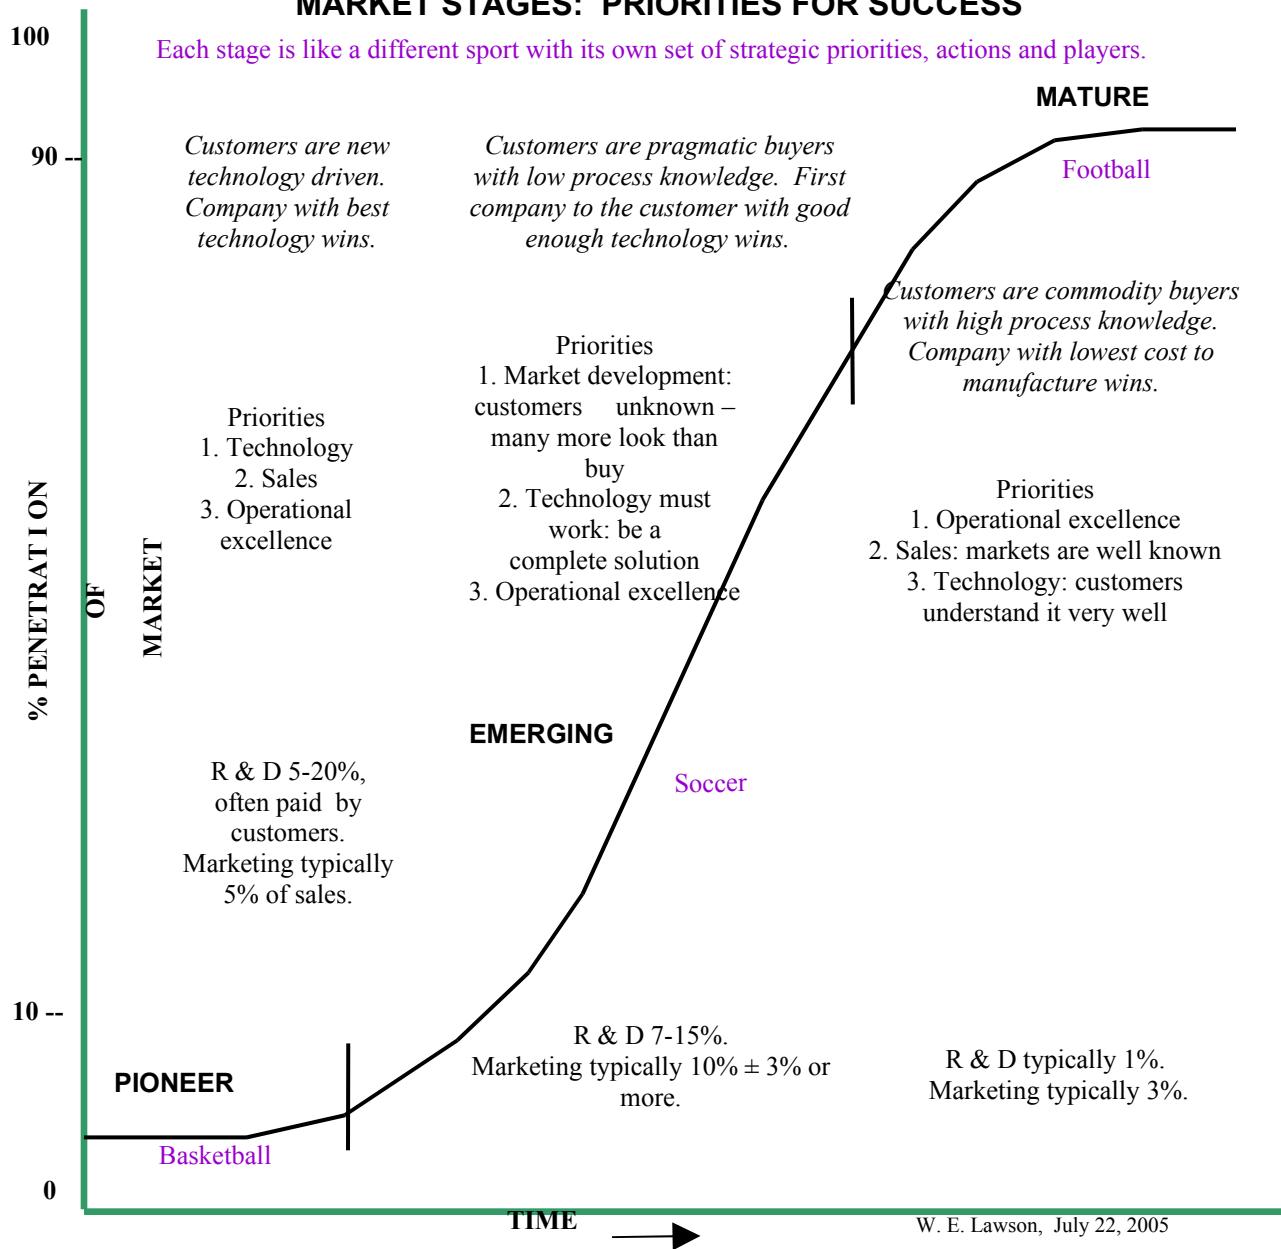 MARKET STAGES: PRIORITIES FOR SUCCESS
Each stage is like a different sport with its own set of strategic priorities, actions and players.
100
90 --
10 --
0
% PENETRAT I ON
OF
MARKET
Customers are new
technology driven.
Company with best
technology wins.
Priorities
1. Technology
2. Sales
3. Operational
excellence
R & D 5-20%,
often paid by
customers.
Marketing typically
5% of sales.
PIONEER
Basketball
Customers are pragmatic buyers
with low process knowledge. First
company to the customer with good
enough technology wins.
Priorities
1. Market development:
customers unknown –
many more look than
buy
2. Technology must
work: be a
complete solution
3. Operational excellence
EMERGING
Soccer
R & D 7-15%.
Marketing typically 10% ± 3% or
more.
MATURE
Football
Customers are commodity buyers
with high process knowledge.
Company with lowest cost to
manufacture wins.
Priorities
1. Operational excellence
2. Sales: markets are well known
3. Technology: customers
understand it very well
R & D typically 1%.
Marketing typically 3%.
TIME
W. E. Lawson, July 22, 2005